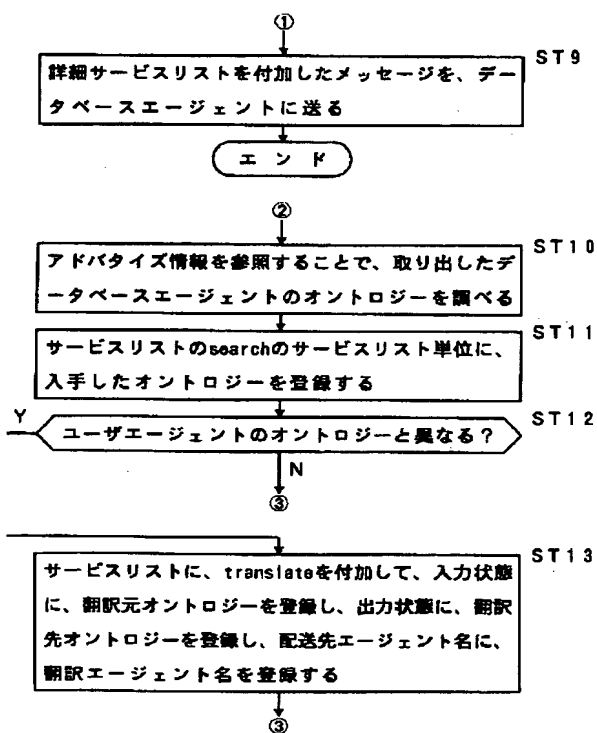 ①
ST9
詳細サービスリストを付加したメッセージを、デー
タベースエージェントに送る
エンド
②
ST10
アドバタイズ情報を参照することで、取り出したデ
ータベースエージェントのオントロジーを調べる
ST11
サービスリストのsearchのサービスリスト単位に、
入手したオントロジーを登録する
Y
ST12
ユーザエージェントのオントロジーと異なる?
N
③
ST13
サービスリストに、translateを付加して、入力状態
に、翻訳元オントロジーを登録し、出力状態に、翻訳
先オントロジーを登録し、配送先エージェント名に、
翻訳エージェント名を登録する
③